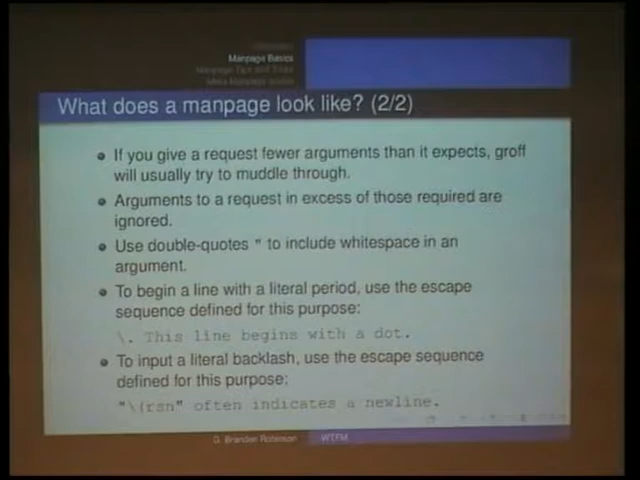 Manpage Basics
Manpage Tips and Tricks
What does a manpage look like? (2/2)
If you give a request fewer arguments than it expects, groff
will usually try to muddle through.
Arguments to a request in excess of those required are
ignored.
Use double-quotes " to include whitespace in an
argument.
To begin a line with a literal period, use the escape
sequence defined for this purpose:
\. This line begins with a dot.
To input a literal backlash, use the escape sequence
defined for this purpose:
"\(rsn" often indicates a newline.
G. Branden Robinson WTFM